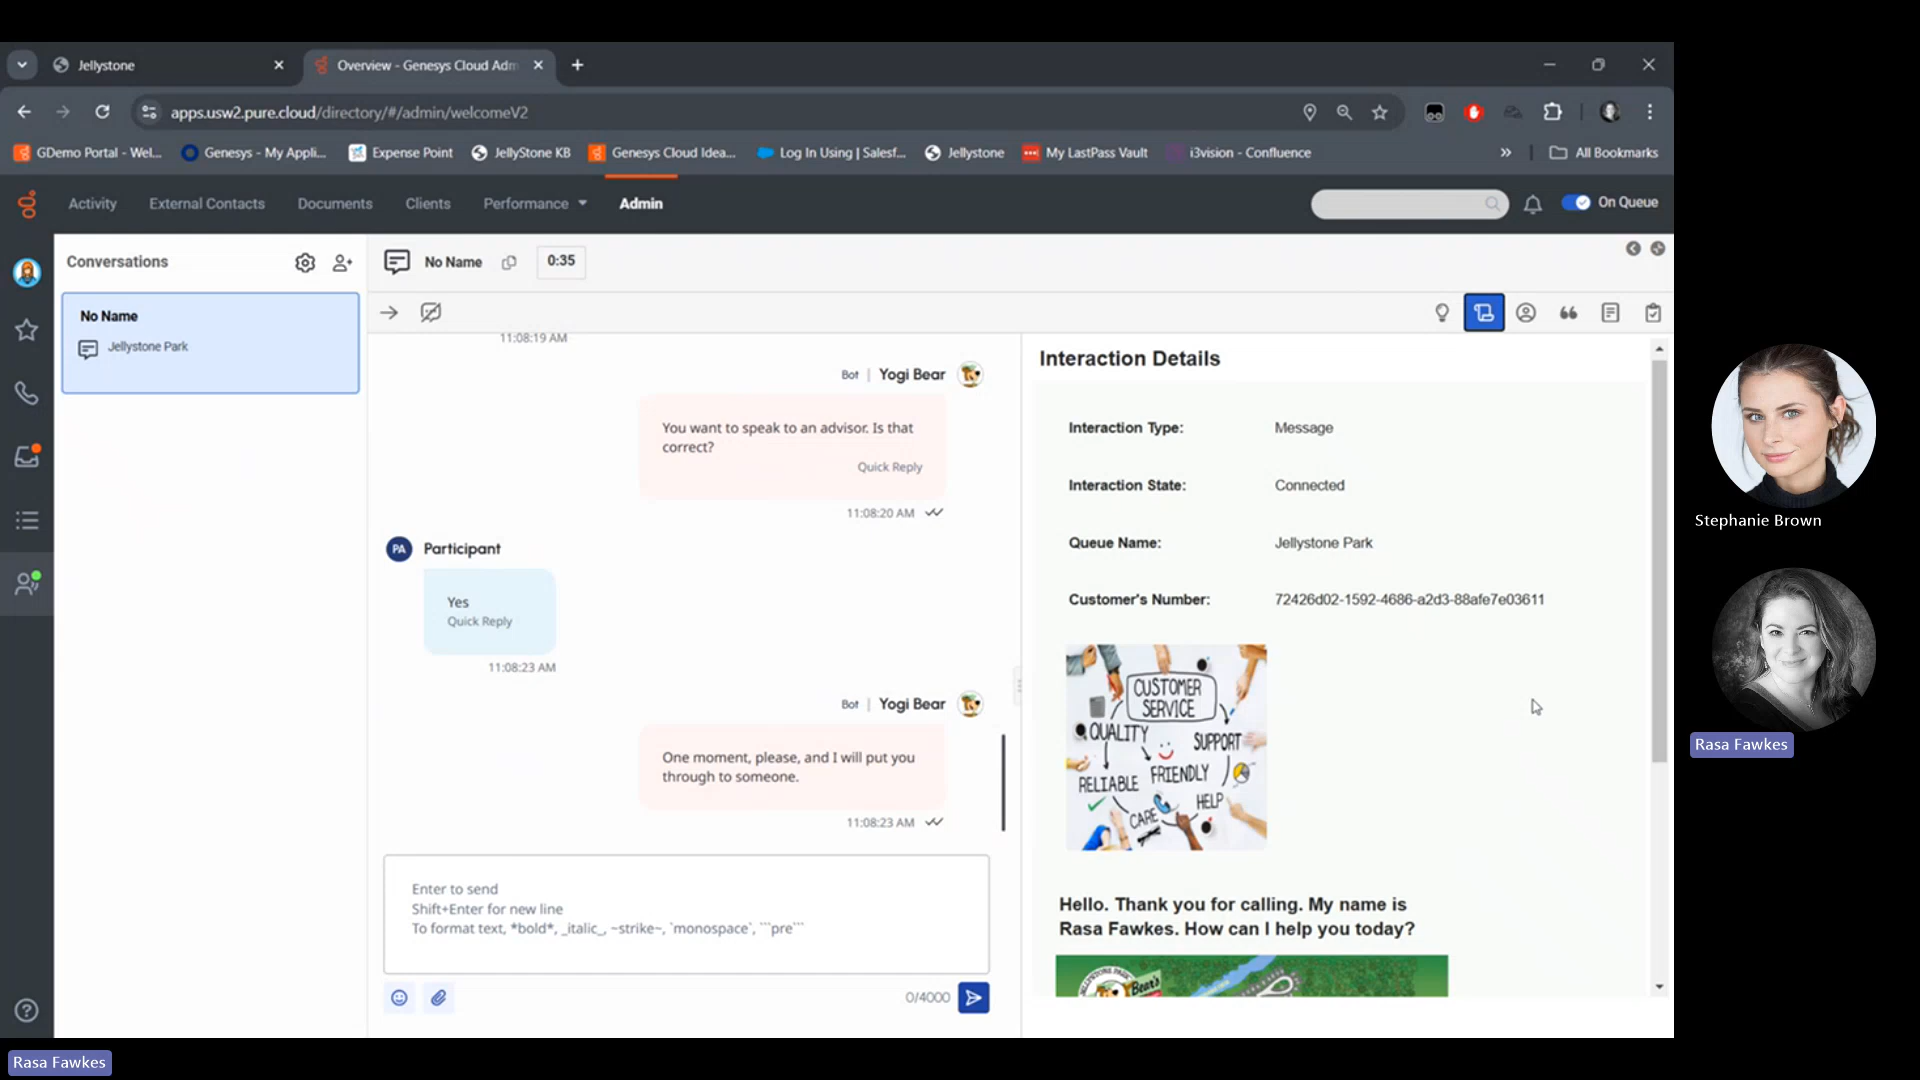 Jellystone
Overview - Genesys Cloud Adm
apps.usw2.pure.cloud/directory/#/admin/welcomeV2
GDemo Portal - Wel...
Genesys - My Appli...
Expense Point
JellyStone KB
Genesys Cloud Idea...
Log In Using | Salesf...
Jellystone
My LastPass Vault
i3vision - Confluence
All Bookmarks
Activity
External Contacts
Documents
Clients
Performance
Admin
On Queue
Conversations
No Name
0:35
No Name
Jellystone Park
11:08:19 AM
Bot | Yogi Bear
You want to speak to an advisor. Is that
correct?
Quick Reply
11:08:20 AM
PA Participant
Yes
Quick Reply
11:08:23 AM
Bot | Yogi Bear
One moment, please, and I will put you
through to someone.
11:08:23 AM
Enter to send
Shift+Enter for new line
To format text, *bold*, _italic_, ~strike~, `monospace`, ```pre```
0/4000
Interaction Details
Interaction Type: Message
Interaction State: Connected
Queue Name: Jellystone Park
Customer's Number: 72426d02-1592-4686-a2d3-88afe7e03611
CUSTOMER
SERVICE
QUALITY
SUPPORT
RELIABLE
FRIENDLY
HELP
CARE
Hello. Thank you for calling. My name is
Rasa Fawkes. How can I help you today?
JELLYSTONE PARK
Bear's
Stephanie Brown
Rasa Fawkes
Rasa Fawkes